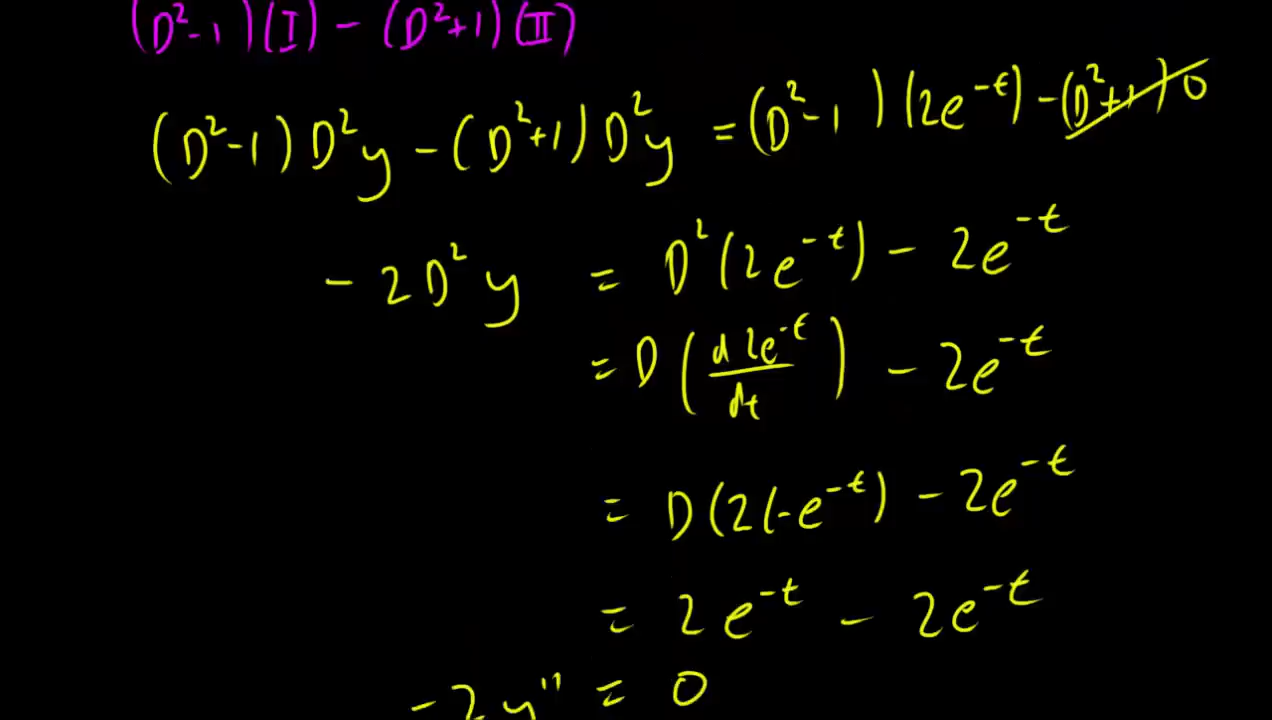 (D²-1)(I) - (D²+1)(II)
(D²-1)D²y - (D²+1)D²y = (D²-1)(2e⁻ᵗ) - (D²+1)0
-2D²y = D²(2e⁻ᵗ) - 2e⁻ᵗ
= D(d2e⁻ᵗ/dt) - 2e⁻ᵗ
= D(2(-e⁻ᵗ) - 2e⁻ᵗ
= 2e⁻ᵗ - 2e⁻ᵗ
-2y'' = 0